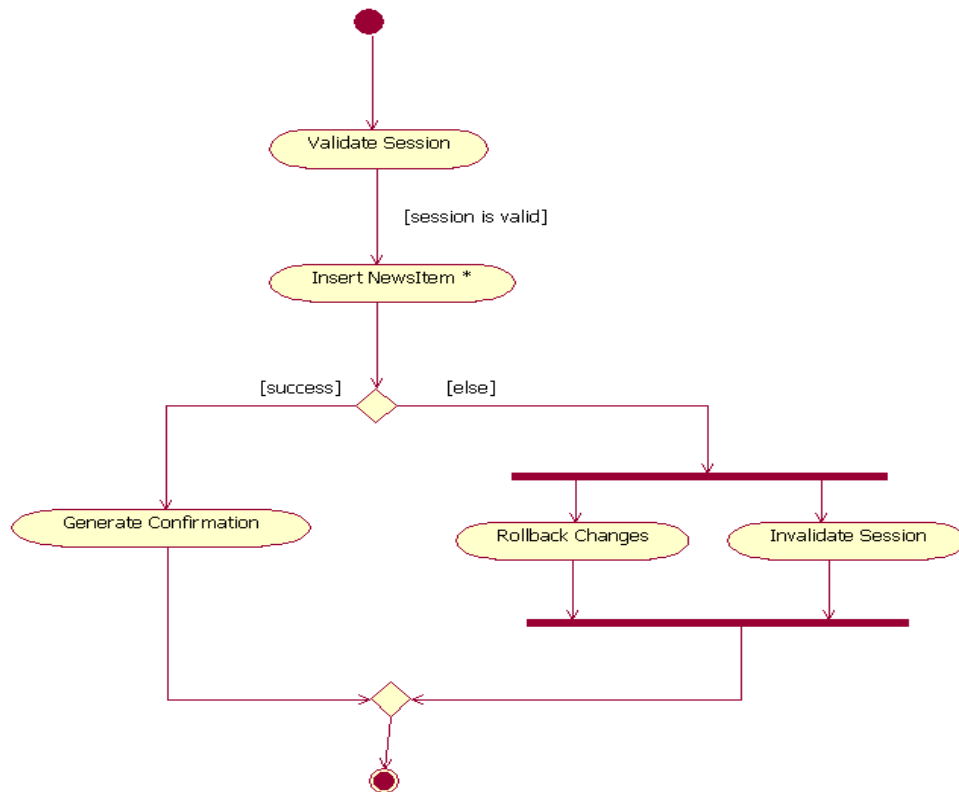 Validate Session
[session is valid]
Insert NewsItem *
[success]
[else]
Generate Confirmation
Rollback Changes
Invalidate Session